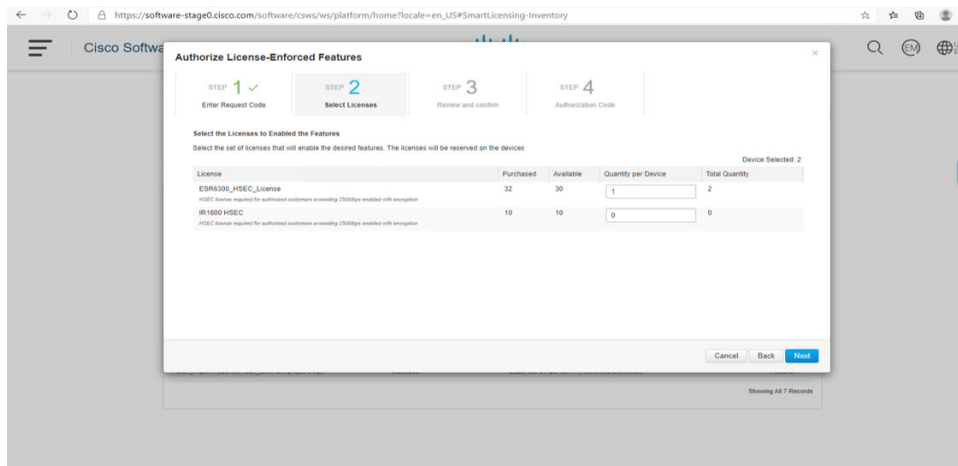 https://software-stage0.cisco.com/software/csws/ws/platform/home?locale=en_US#SmartLicensing-Inventory
Cisco Softwa
EM
Authorize License-Enforced Features
STEP 1
STEP 2
STEP 3
STEP 4
Enter Request Code
Select Licenses
Review and confirm
Authorization Code
Select the Licenses to Enabled the Features
Select the set of licenses that will enable the desired features. The licenses will be reserved on the devices
Device Selected: 2
License Purchased Available Quantity per Device Total Quantity
ESR6300_HSEC_License 32 30 1 2
HSEC license required for authorized customers exceeding 250Mbps enabled with encryption
IR1800 HSEC 10 10 0 0
HSEC license required for authorized customers exceeding 250Mbps enabled with encryption
Cancel Back Next
Showing All 7 Records